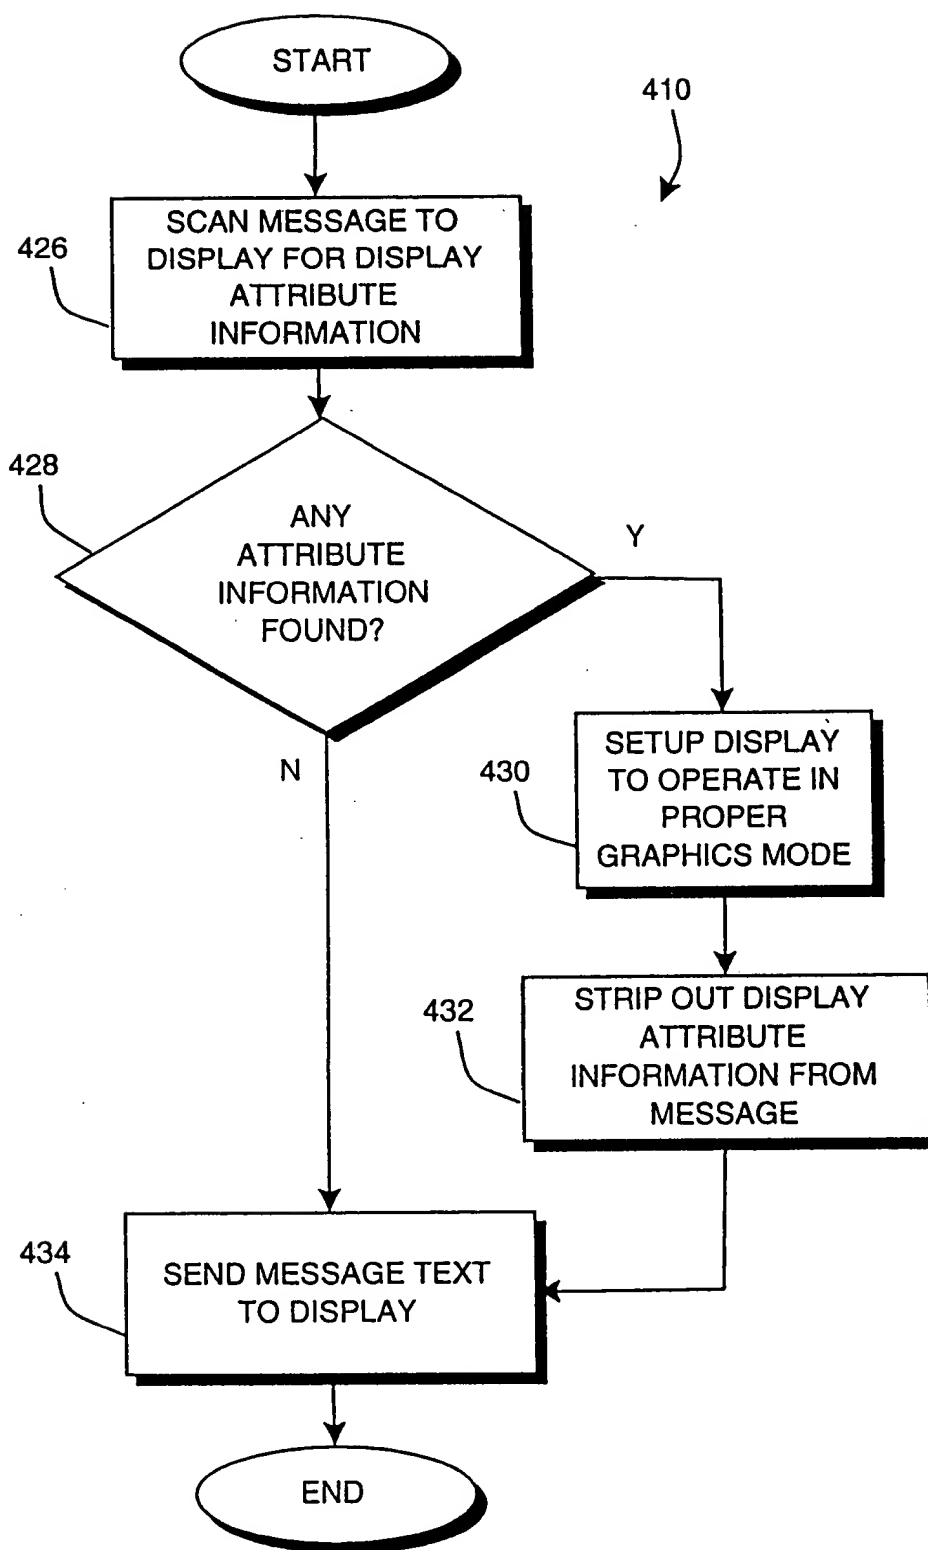 START
410
SCAN MESSAGE TO
DISPLAY FOR DISPLAY
ATTRIBUTE
INFORMATION
426
428
ANY
ATTRIBUTE
INFORMATION
FOUND?
Y
N
SETUP DISPLAY
TO OPERATE IN
PROPER
GRAPHICS MODE
430
STRIP OUT DISPLAY
ATTRIBUTE
INFORMATION FROM
MESSAGE
432
434
SEND MESSAGE TEXT
TO DISPLAY
END